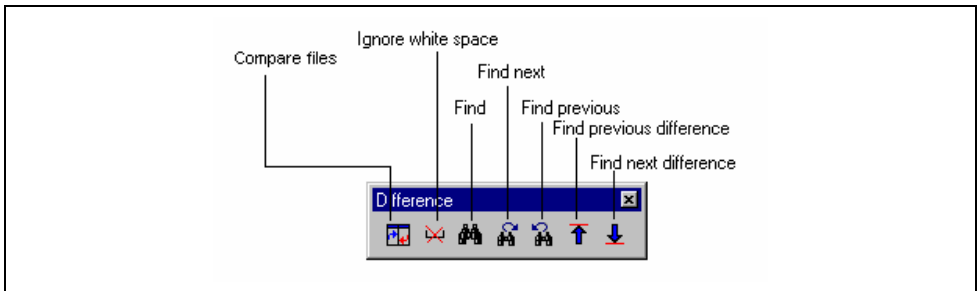 Ignore white space
Compare files
Find next
Find
Find previous
Find previous difference
Find next difference
Difference